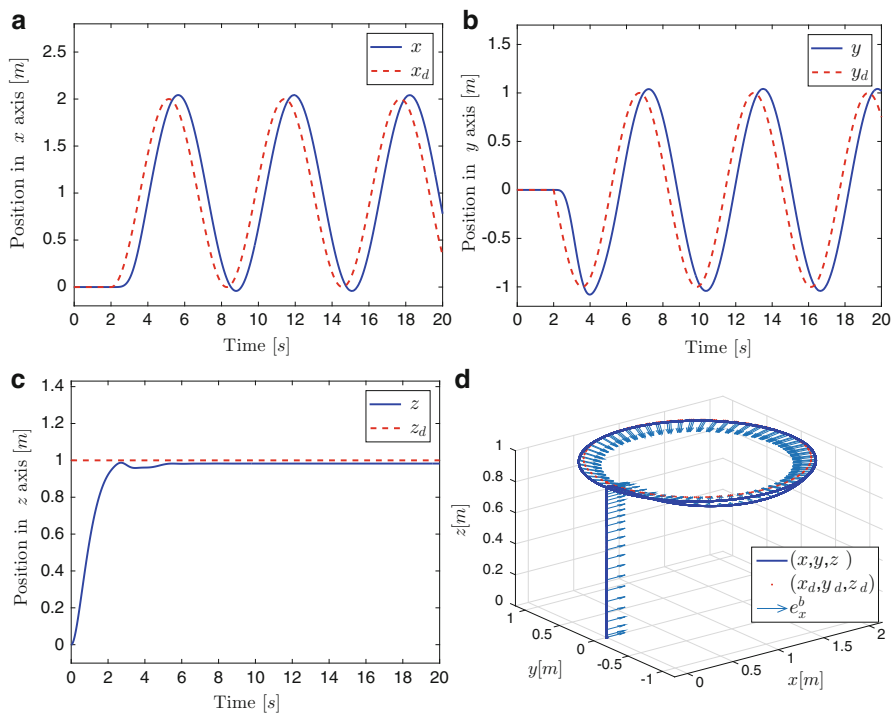 a
Position in x axis [m]
2.5
2
1.5
1
0.5
0
0 2 4 6 8 10 12 14 16 18 20
Time [s]
x
x_d
b
Position in y axis [m]
1.5
1
0.5
0
-0.5
-1
0 2 4 6 8 10 12 14 16 18 20
Time [s]
y
y_d
c
Position in z axis [m]
1.4
1.2
1
0.8
0.6
0.4
0.2
0
0 2 4 6 8 10 12 14 16 18 20
Time [s]
z
z_d
d
z[m]
1
0.8
0.6
0.4
0.2
0
1
0.5
0
-0.5
-1
y[m]
0
0.5
1
1.5
2
x[m]
(x,y,z )
(x_d,y_d,z_d)
e_x^b